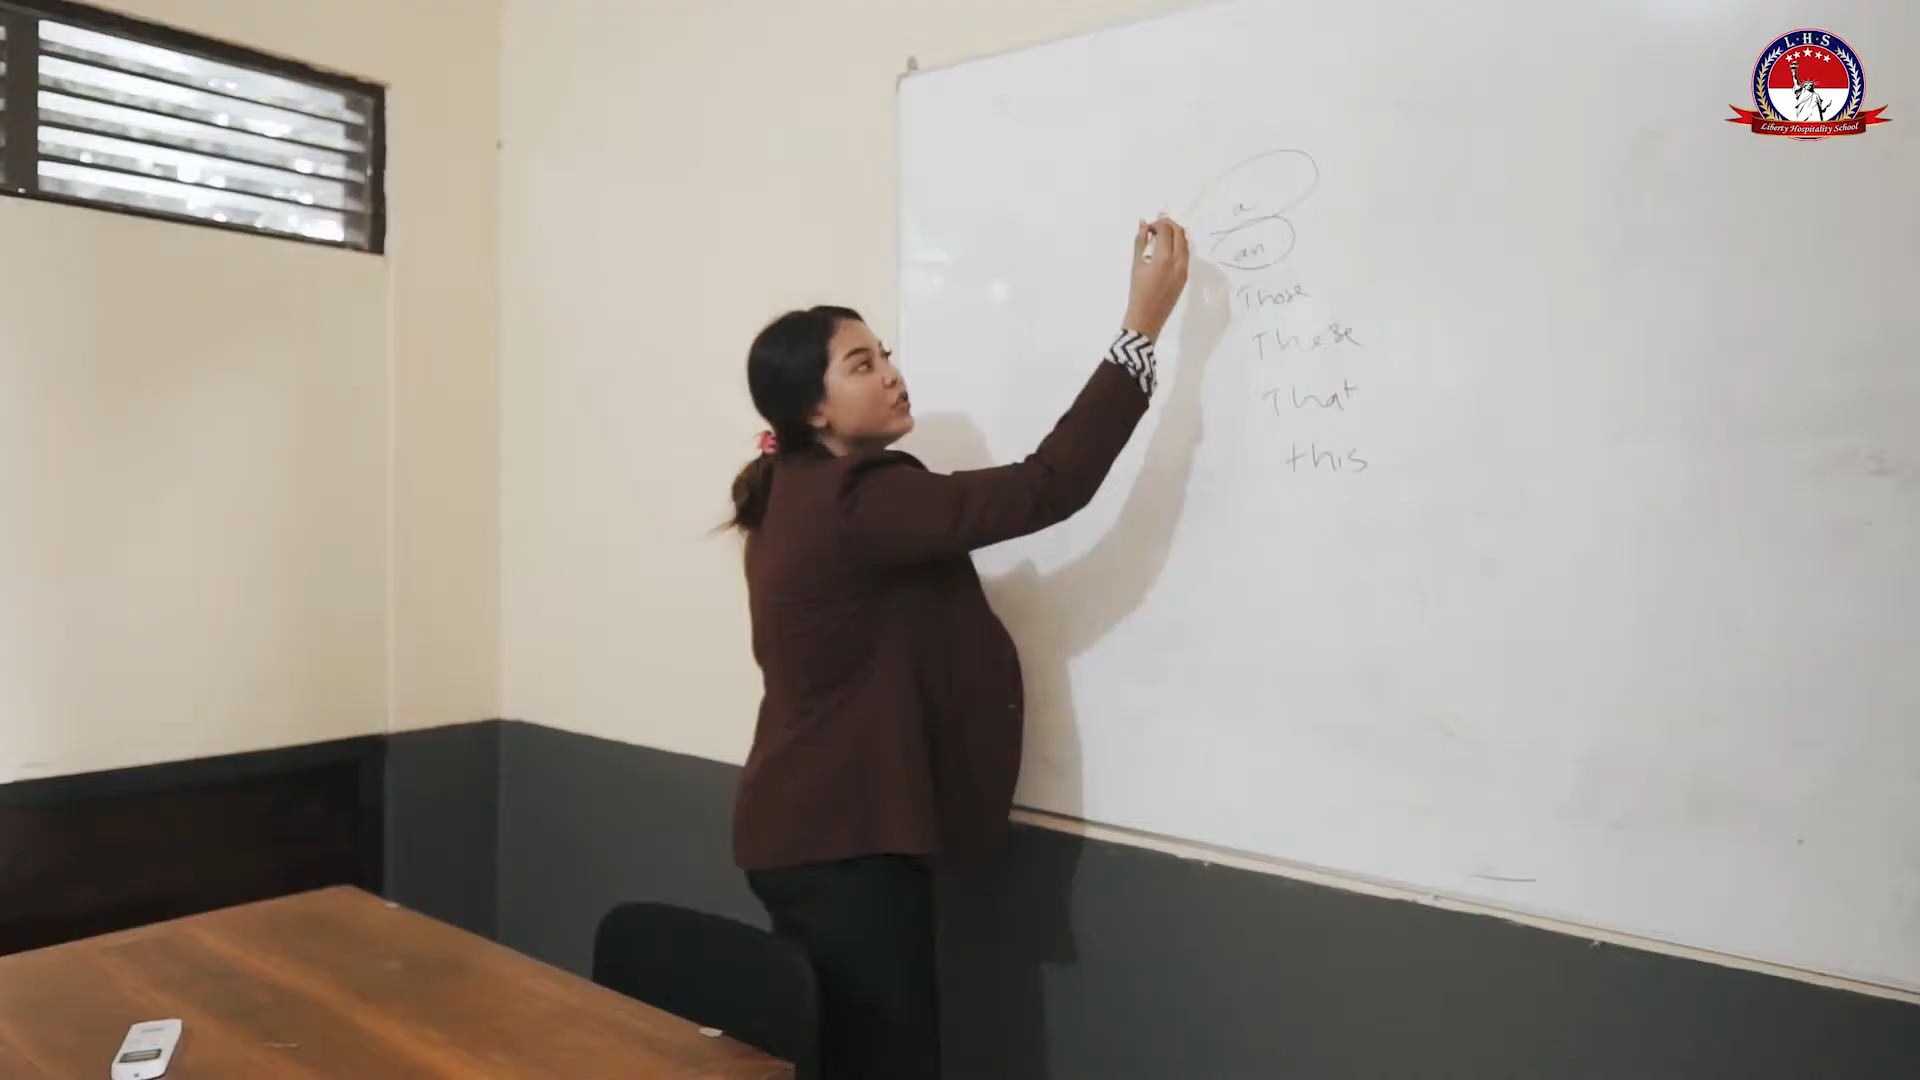 L·H·S
Liberty Hospitality School
a
an
Those
These
That
this